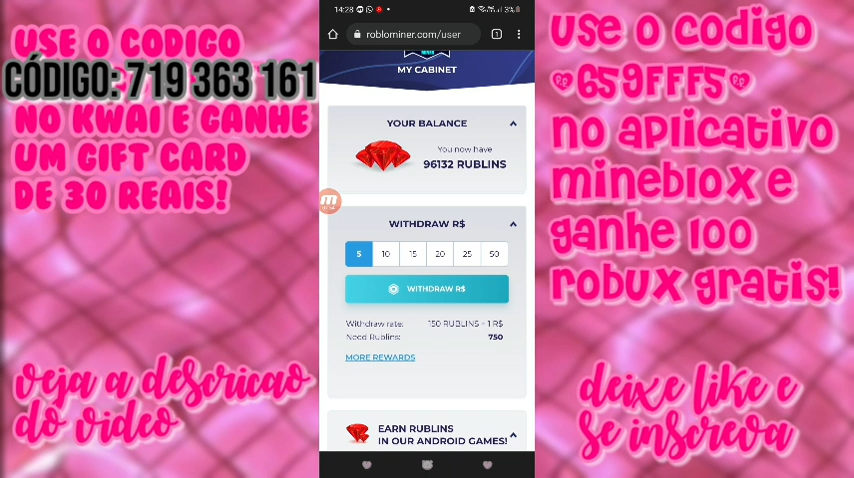 USE O CODIGO
CÓDIGO: 719 363 161
NO KWAI E GANHE
UM GIFT CARD
DE 30 REAIS!
veja a descricao
do video
14:28
3%
roblominer.com/user
1
MY CABINET
YOUR BALANCE
You now have
96132 RUBLINS
WITHDRAW R$
5 10 15 20 25 50
WITHDRAW R$
Withdraw rate: 150 RUBLINS = 1 R$
Need Rublins: 750
MORE REWARDS
EARN RUBLINS
IN OUR ANDROID GAMES!
use o codigo
659fff5
no aplicativo
mineblox e
ganhe 100
robux gratis!
deixe like e
se inscreva